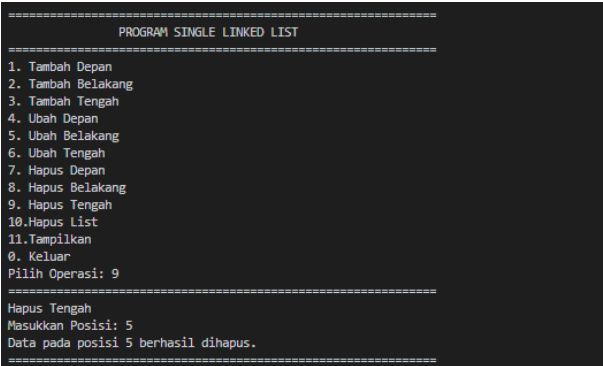 ==============================================================
PROGRAM SINGLE LINKED LIST
==============================================================
1. Tambah Depan
2. Tambah Belakang
3. Tambah Tengah
4. Ubah Depan
5. Ubah Belakang
6. Ubah Tengah
7. Hapus Depan
8. Hapus Belakang
9. Hapus Tengah
10.Hapus List
11.Tampilkan
0. Keluar
Pilih Operasi: 9
==============================================================
Hapus Tengah
Masukkan Posisi: 5
Data pada posisi 5 berhasil dihapus.
==============================================================